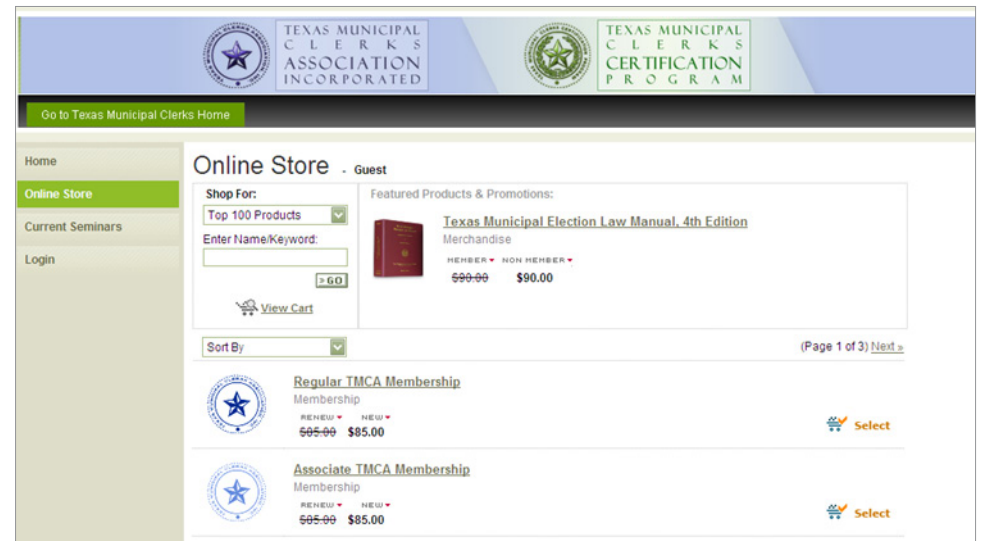 TEXAS MUNICIPAL
CLERKS
ASSOCIATION
INCORPORATED
TEXAS MUNICIPAL
CLERKS
CERTIFICATION
PROGRAM
Go to Texas Municipal Clerks Home
Home
Online Store
Current Seminars
Login
Online Store - Guest
Shop For:
Top 100 Products
Enter Name/Keyword:
> GO
View Cart
Featured Products & Promotions:
Texas Municipal Election Law Manual, 4th Edition
Merchandise
MEMBER NON MEMBER
$90.00 $90.00
Sort By
(Page 1 of 3) Next »
Regular TMCA Membership
Membership
RENEW NEW
$85.00 $85.00
Select
Associate TMCA Membership
Membership
RENEW NEW
$85.00 $85.00
Select